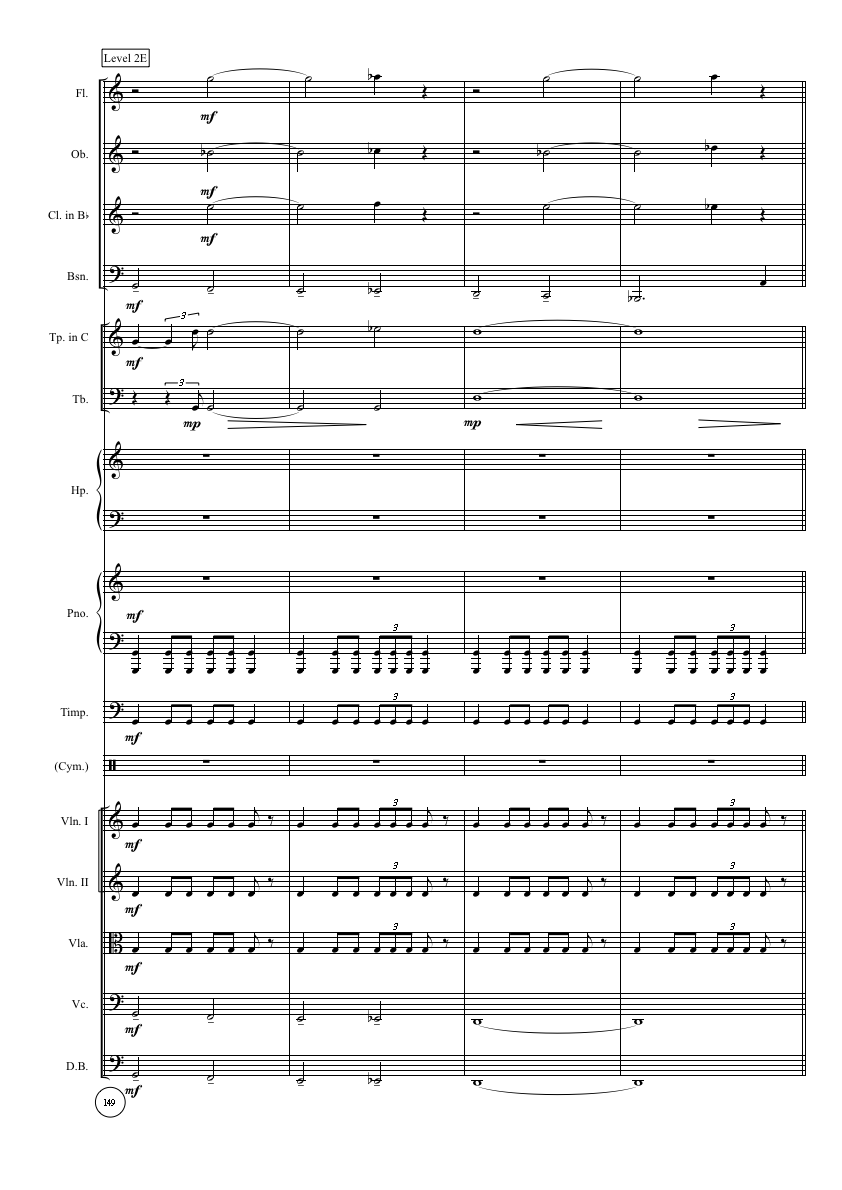 Level 2E
Fl.
mf
Ob.
mf
Cl. in B♭
mf
Bsn.
mf
3
Tp. in C
mf
3
Tb.
mp
mp
Hp.
Pno.
mf
3
3
3
3
Timp.
mf
(Cym.)
3
3
Vln. I
mf
3
3
Vln. II
mf
3
3
Vla.
mf
Vc.
mf
D.B.
mf
149